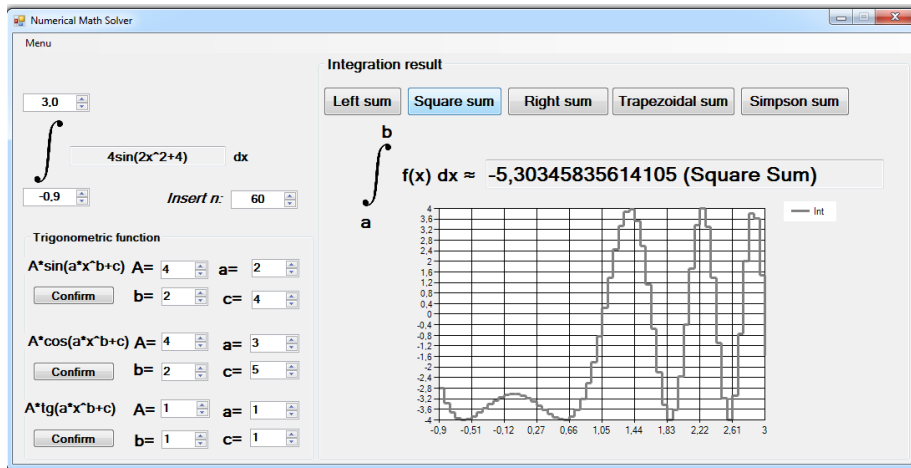 Numerical Math Solver
Menu
3,0
4sin(2x^2+4) dx
-0,9
Insert n: 60
Trigonometric function
A*sin(a*x^b+c) A= 4 a= 2
Confirm b= 2 c= 4
A*cos(a*x^b+c) A= 4 a= 3
Confirm b= 2 c= 5
A*tg(a*x^b+c) A= 1 a= 1
Confirm b= 1 c= 1
Integration result
Left sum Square sum Right sum Trapezoidal sum Simpson sum
b
∫ f(x) dx ≈ -5,30345835614105 (Square Sum)
a
Int
4
3,6
3,2
2,8
2,4
2
1,6
1,2
0,8
0,4
0
-0,4
-0,8
-1,2
-1,6
-2
-2,4
-2,8
-3,2
-3,6
-4
-0,9 -0,51 -0,12 0,27 0,66 1,05 1,44 1,83 2,22 2,61 3